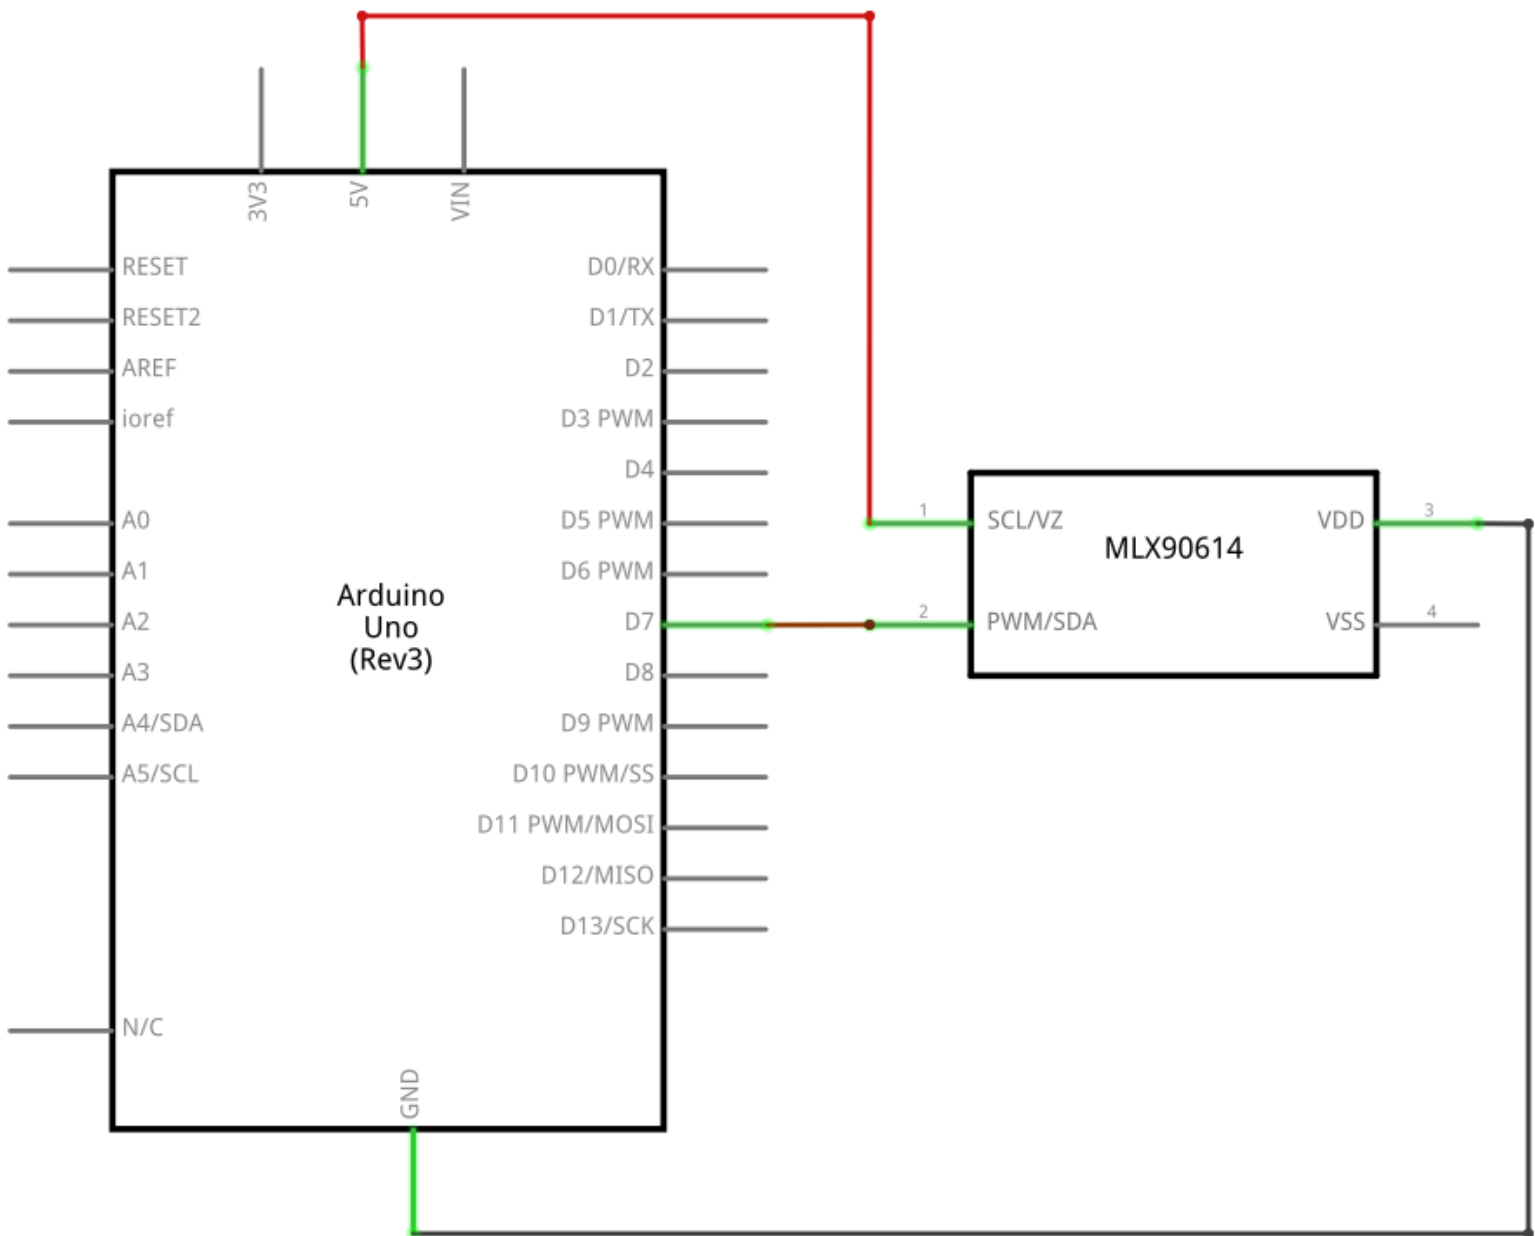 3V3
5V
VIN
RESET
D0/RX
RESET2
D1/TX
AREF
D2
ioref
D3 PWM
D4
A0
D5 PWM
1
SCL/VZ
VDD
3
MLX90614
A1
D6 PWM
Arduino
Uno
(Rev3)
A2
D7
2
PWM/SDA
VSS
4
A3
D8
A4/SDA
D9 PWM
A5/SCL
D10 PWM/SS
D11 PWM/MOSI
D12/MISO
D13/SCK
N/C
GND